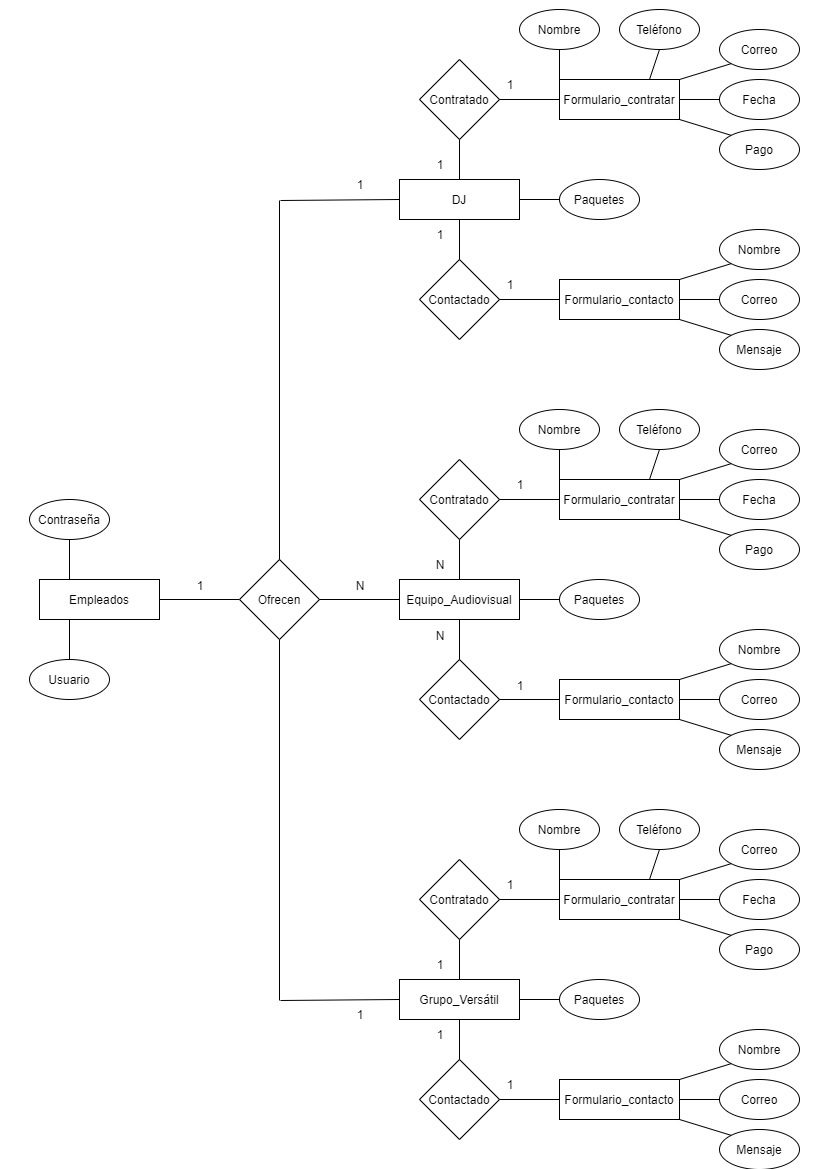 Nombre
Teléfono
Correo
Contratado
1
Formulario_contratar
Fecha
Pago
1
1
DJ
Paquetes
1
Nombre
Contactado
1
Formulario_contacto
Correo
Mensaje
Nombre
Teléfono
Correo
Contratado
1
Formulario_contratar
Fecha
Contraseña
Pago
N
Empleados
1
Ofrecen
N
Equipo_Audiovisual
Paquetes
N
Nombre
Usuario
Contactado
1
Formulario_contacto
Correo
Mensaje
Nombre
Teléfono
Correo
Contratado
1
Formulario_contratar
Fecha
Pago
1
Grupo_Versátil
Paquetes
1
1
Nombre
Contactado
1
Formulario_contacto
Correo
Mensaje